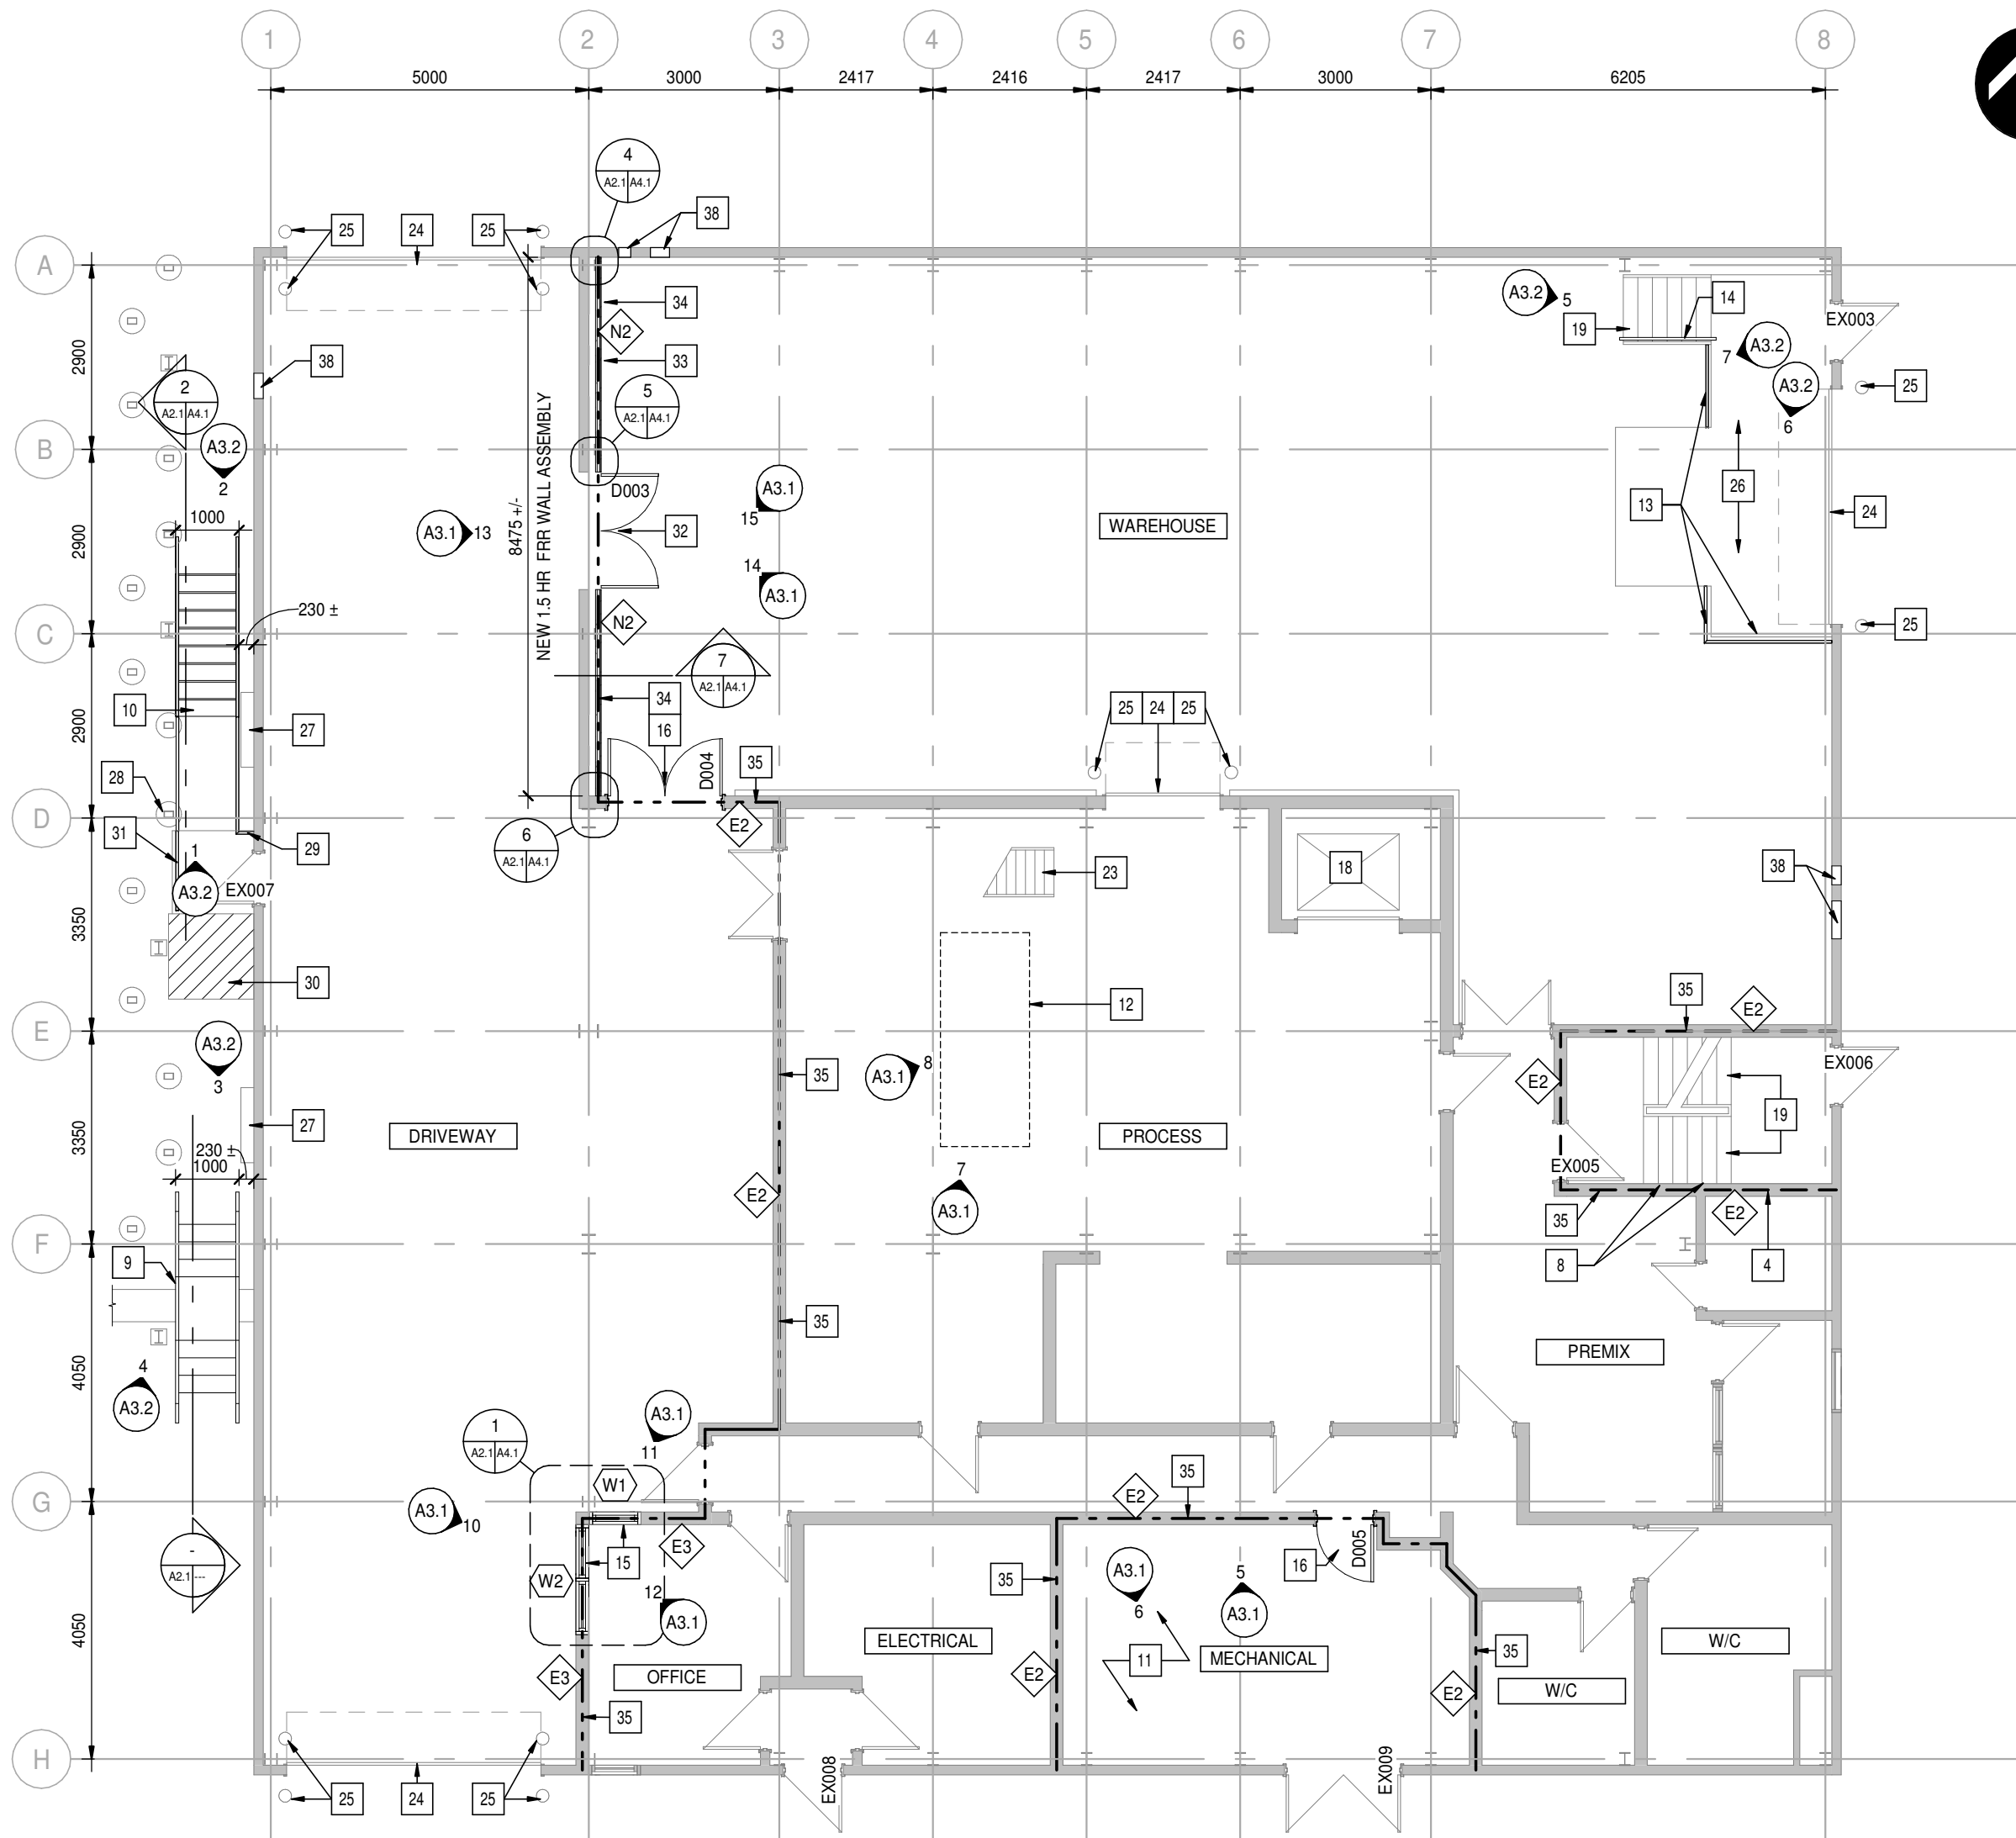 1 2 3 4 5 6 7 8
5000 3000 2417 2416 2417 3000 6205
4
A2.1 A4.1
38
25 24 25
A
34
N2
33
A3.2 5
14
19
EX003
7 A3.2
A3.2
6
25
2900
38
2
A2.1 A4.1
5
A2.1 A4.1
A3.2
2
B
NEW 1.5 HR FRR WALL ASSEMBLY
8475 +/-
D003
A3.1
15
26
13
24
1000
A3.1 13
32
WAREHOUSE
2900
14
A3.1
230 ±
N2
C
25
7
A2.1 A4.1
34
16
10
27
25 24 25
2900
D004
35
28
D
E2
31
29
6
A2.1 A4.1
1
A3.2
EX007
23
18
38
3350
30
12
35
E2
E
A3.2
3
35
A3.1 8
E2
EX006
19
27
DRIVEWAY
PROCESS
3350
230 ±
1000
EX005
7
A3.1
E2
35
E2
F
9
8
4
35
PREMIX
4050
4
A3.2
A3.1
11
1
A2.1 A4.1
W1
35
E2
G
A3.1
10
E3
15
W2
-
A2.1 ---
12
A3.1
35
A3.1
6
5
A3.1
16
D005
4050
ELECTRICAL
11
MECHANICAL
35
W/C
E3
OFFICE
E2
E2
W/C
35
H
EX008
EX009
25 24 25